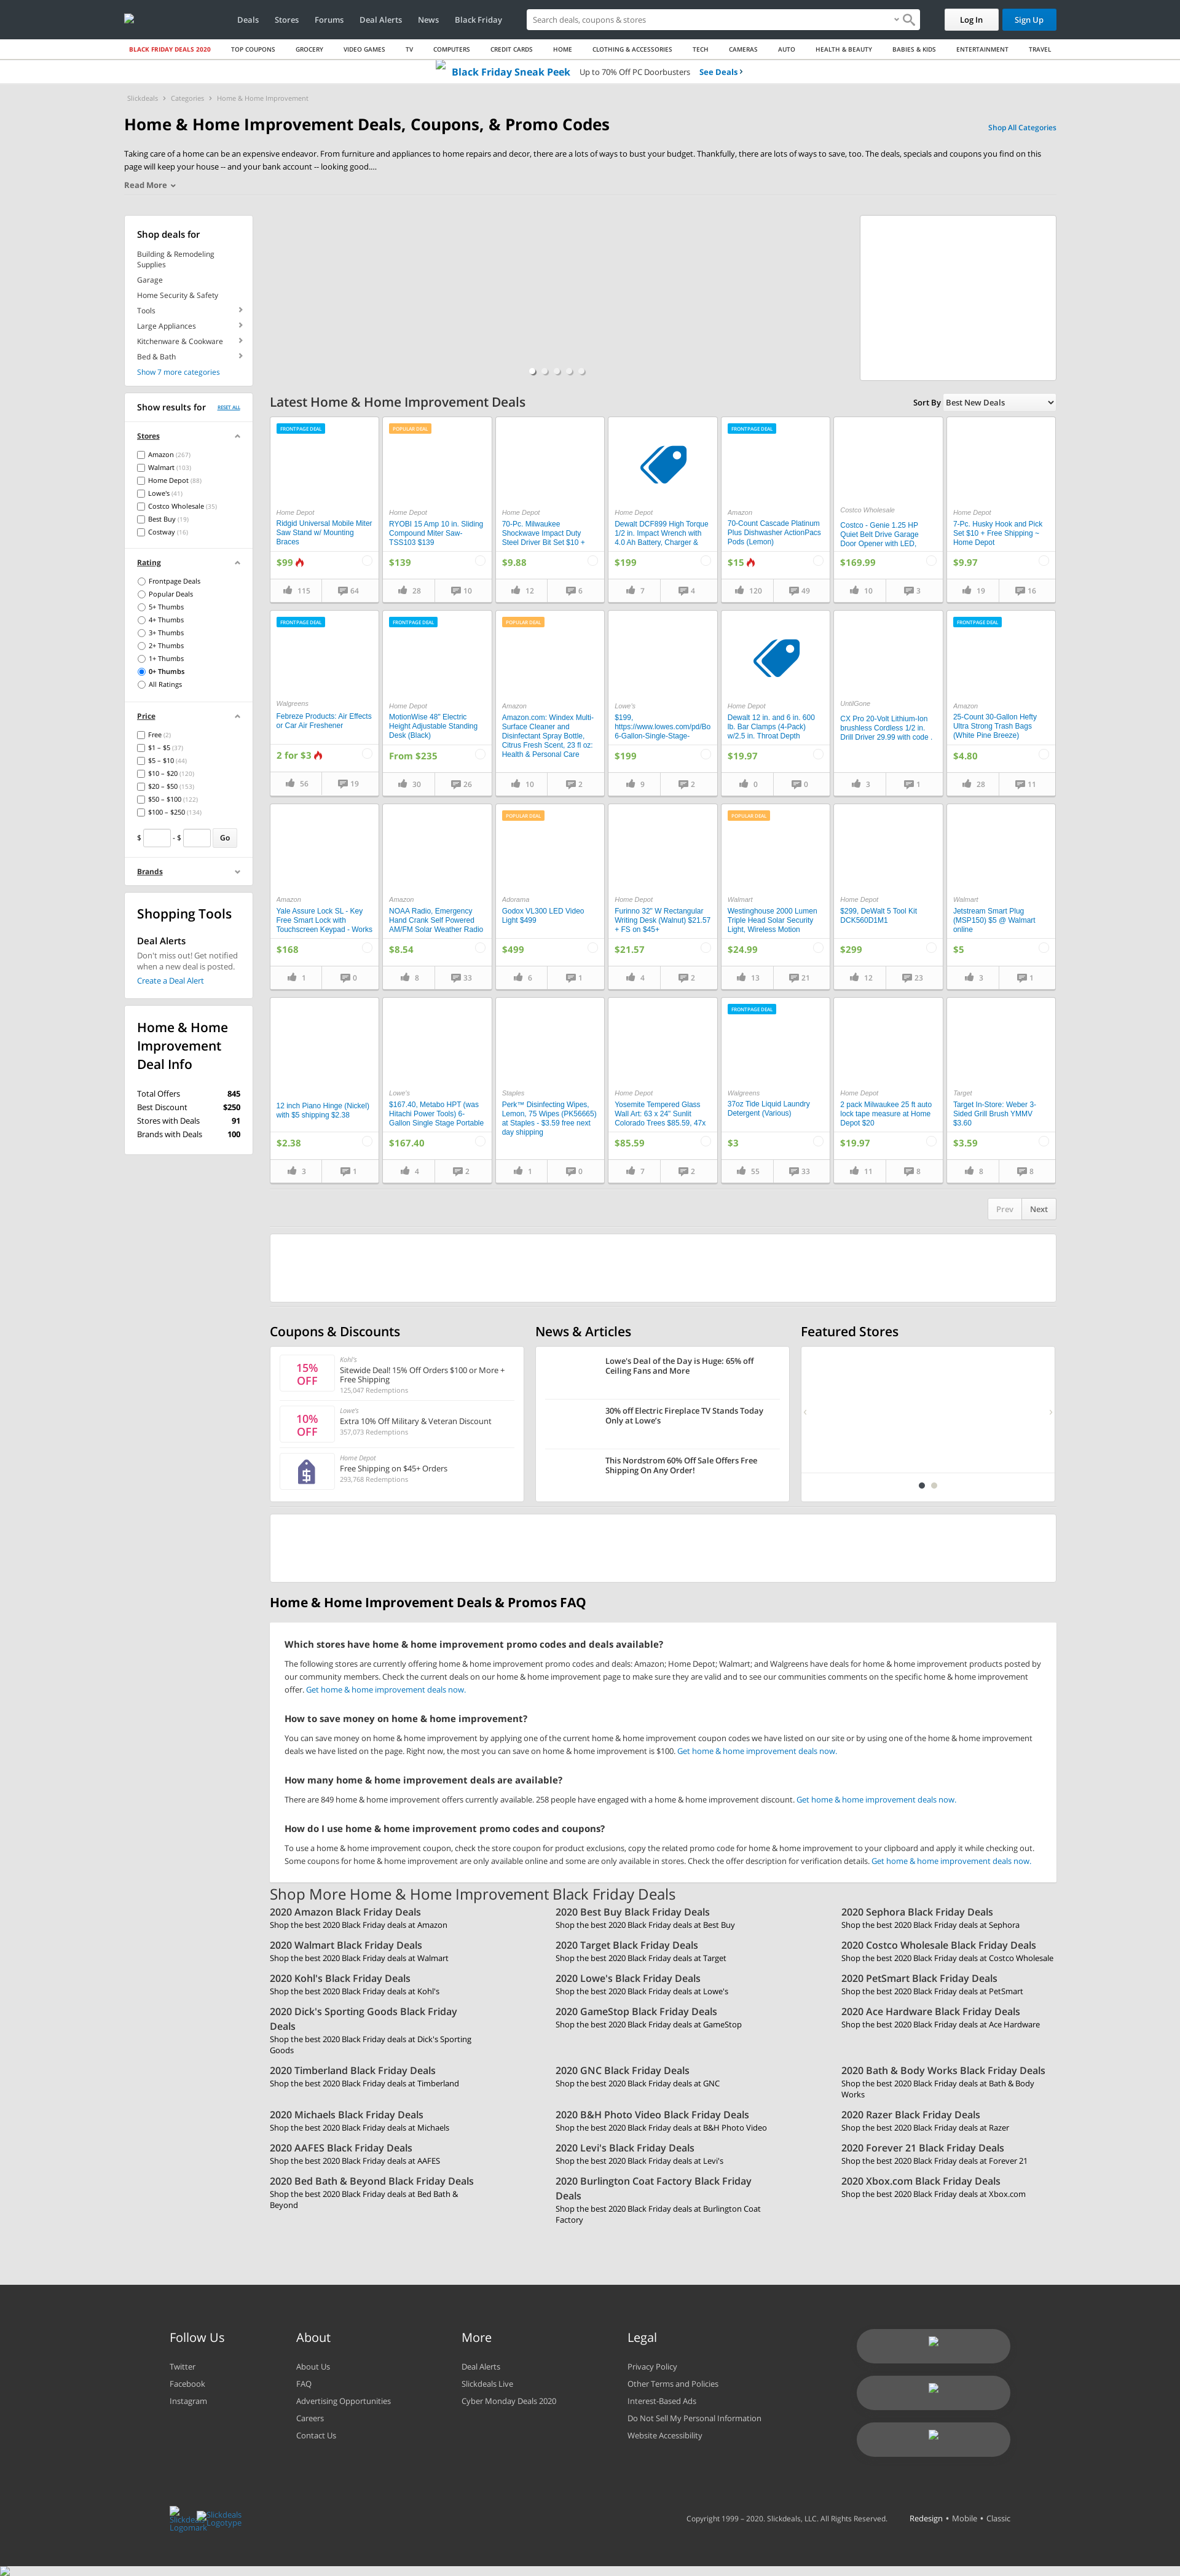 Deals
Stores
Forums
Deal Alerts
News
Black Friday
Search deals, coupons & stores
Log In
Sign Up
BLACK FRIDAY DEALS 2020
TOP COUPONS
GROCERY
VIDEO GAMES
TV
COMPUTERS
CREDIT CARDS
HOME
CLOTHING & ACCESSORIES
TECH
CAMERAS
AUTO
HEALTH & BEAUTY
BABIES & KIDS
ENTERTAINMENT
TRAVEL
Black Friday Sneak Peek
Up to 70% Off PC Doorbusters
See Deals
Slickdeals
Categories
Home & Home Improvement
Home & Home Improvement Deals, Coupons, & Promo Codes
Shop All Categories
Taking care of a home can be an expensive endeavor. From furniture and appliances to home repairs and decor, there are a lots of ways to bust your budget. Thankfully, there are lots of ways to save, too. The deals, specials and coupons you find on this
page will keep your house -- and your bank account -- looking good....
Read More
Shop deals for
Building & Remodeling
Supplies
Garage
Home Security & Safety
Tools
Large Appliances
Kitchenware & Cookware
Bed & Bath
Show 7 more categories
Show results for
RESET ALL
Stores
Amazon (267)
Walmart (103)
Home Depot (88)
Lowe's (41)
Costco Wholesale (35)
Best Buy (19)
Costway (16)
Rating
Frontpage Deals
Popular Deals
5+ Thumbs
4+ Thumbs
3+ Thumbs
2+ Thumbs
1+ Thumbs
0+ Thumbs
All Ratings
Price
Free (2)
$1 – $5 (37)
$5 – $10 (44)
$10 – $20 (120)
$20 – $50 (153)
$50 – $100 (122)
$100 – $250 (134)
$ - $ Go
Brands
Shopping Tools
Deal Alerts
Don't miss out! Get notified
when a new deal is posted.
Create a Deal Alert
Home & Home
Improvement
Deal Info
Total Offers 845
Best Discount $250
Stores with Deals 91
Brands with Deals 100
Latest Home & Home Improvement Deals
Sort By Best New Deals
FRONTPAGE DEAL
Home Depot
Ridgid Universal Mobile Miter
Saw Stand w/ Mounting
Braces
$99
115 64
POPULAR DEAL
Home Depot
RYOBI 15 Amp 10 in. Sliding
Compound Miter Saw-
TSS103 $139
$139
28 10
Home Depot
70-Pc. Milwaukee
Shockwave Impact Duty
Steel Driver Bit Set $10 +
$9.88
12 6
Home Depot
Dewalt DCF899 High Torque
1/2 in. Impact Wrench with
4.0 Ah Battery, Charger &
$199
7 4
FRONTPAGE DEAL
Amazon
70-Count Cascade Platinum
Plus Dishwasher ActionPacs
Pods (Lemon)
$15
120 49
Costco Wholesale
Costco - Genie 1.25 HP
Quiet Belt Drive Garage
Door Opener with LED,
$169.99
10 3
Home Depot
7-Pc. Husky Hook and Pick
Set $10 + Free Shipping ~
Home Depot
$9.97
19 16
FRONTPAGE DEAL
Walgreens
Febreze Products: Air Effects
or Car Air Freshener
2 for $3
56 19
FRONTPAGE DEAL
Home Depot
MotionWise 48" Electric
Height Adjustable Standing
Desk (Black)
From $235
30 26
POPULAR DEAL
Amazon
Amazon.com: Windex Multi-
Surface Cleaner and
Disinfectant Spray Bottle,
Citrus Fresh Scent, 23 fl oz:
Health & Personal Care
10 2
Lowe's
$199,
https://www.lowes.com/pd/Bo
6-Gallon-Single-Stage-
$199
9 2
Home Depot
Dewalt 12 in. and 6 in. 600
lb. Bar Clamps (4-Pack)
w/2.5 in. Throat Depth
$19.97
0 0
UntilGone
CX Pro 20-Volt Lithium-Ion
brushless Cordless 1/2 in.
Drill Driver 29.99 with code .
3 1
FRONTPAGE DEAL
Amazon
25-Count 30-Gallon Hefty
Ultra Strong Trash Bags
(White Pine Breeze)
$4.80
28 11
Amazon
Yale Assure Lock SL - Key
Free Smart Lock with
Touchscreen Keypad - Works
$168
1 0
Amazon
NOAA Radio, Emergency
Hand Crank Self Powered
AM/FM Solar Weather Radio
$8.54
8 33
POPULAR DEAL
Adorama
Godox VL300 LED Video
Light $499
$499
6 1
Home Depot
Furinno 32" W Rectangular
Writing Desk (Walnut) $21.57
+ FS on $45+
$21.57
4 2
POPULAR DEAL
Walmart
Westinghouse 2000 Lumen
Triple Head Solar Security
Light, Wireless Motion
$24.99
13 21
Home Depot
$299, DeWalt 5 Tool Kit
DCK560D1M1
$299
12 23
Walmart
Jetstream Smart Plug
(MSP150) $5 @ Walmart
online
$5
3 1
12 inch Piano Hinge (Nickel)
with $5 shipping $2.38
$2.38
3 1
Lowe's
$167.40, Metabo HPT (was
Hitachi Power Tools) 6-
Gallon Single Stage Portable
$167.40
4 2
Staples
Perk™ Disinfecting Wipes,
Lemon, 75 Wipes (PK56665)
at Staples - $3.59 free next
day shipping
1 0
Home Depot
Yosemite Tempered Glass
Wall Art: 63 x 24" Sunlit
Colorado Trees $85.59, 47x
$85.59
7 2
FRONTPAGE DEAL
Walgreens
37oz Tide Liquid Laundry
Detergent (Various)
$3
55 33
Home Depot
2 pack Milwaukee 25 ft auto
lock tape measure at Home
Depot $20
$19.97
11 8
Target
Target In-Store: Weber 3-
Sided Grill Brush YMMV
$3.60
$3.59
8 8
Prev Next
Coupons & Discounts
15%
OFF
Kohl's
Sitewide Deal! 15% Off Orders $100 or More +
Free Shipping
125,047 Redemptions
10%
OFF
Lowe's
Extra 10% Off Military & Veteran Discount
357,073 Redemptions
Home Depot
Free Shipping on $45+ Orders
293,768 Redemptions
News & Articles
Lowe's Deal of the Day is Huge: 65% off
Ceiling Fans and More
30% off Electric Fireplace TV Stands Today
Only at Lowe's
This Nordstrom 60% Off Sale Offers Free
Shipping On Any Order!
Featured Stores
Home & Home Improvement Deals & Promos FAQ
Which stores have home & home improvement promo codes and deals available?
The following stores are currently offering home & home improvement promo codes and deals: Amazon; Home Depot; Walmart; and Walgreens have deals for home & home improvement products posted by
our community members. Check the current deals on our home & home improvement page to make sure they are valid and to see our communities comments on the specific home & home improvement
offer. Get home & home improvement deals now.
How to save money on home & home improvement?
You can save money on home & home improvement by applying one of the current home & home improvement coupon codes we have listed on our site or by using one of the home & home improvement
deals we have listed on the page. Right now, the most you can save on home & home improvement is $100. Get home & home improvement deals now.
How many home & home improvement deals are available?
There are 849 home & home improvement offers currently available. 258 people have engaged with a home & home improvement discount. Get home & home improvement deals now.
How do I use home & home improvement promo codes and coupons?
To use a home & home improvement coupon, check the store coupon for product exclusions, copy the related promo code for home & home improvement to your clipboard and apply it while checking out.
Some coupons for home & home improvement are only available online and some are only available in stores. Check the offer description for verification details. Get home & home improvement deals now.
Shop More Home & Home Improvement Black Friday Deals
2020 Amazon Black Friday Deals
Shop the best 2020 Black Friday deals at Amazon
2020 Best Buy Black Friday Deals
Shop the best 2020 Black Friday deals at Best Buy
2020 Sephora Black Friday Deals
Shop the best 2020 Black Friday deals at Sephora
2020 Walmart Black Friday Deals
Shop the best 2020 Black Friday deals at Walmart
2020 Target Black Friday Deals
Shop the best 2020 Black Friday deals at Target
2020 Costco Wholesale Black Friday Deals
Shop the best 2020 Black Friday deals at Costco Wholesale
2020 Kohl's Black Friday Deals
Shop the best 2020 Black Friday deals at Kohl's
2020 Lowe's Black Friday Deals
Shop the best 2020 Black Friday deals at Lowe's
2020 PetSmart Black Friday Deals
Shop the best 2020 Black Friday deals at PetSmart
2020 Dick's Sporting Goods Black Friday
Deals
Shop the best 2020 Black Friday deals at Dick's Sporting
Goods
2020 GameStop Black Friday Deals
Shop the best 2020 Black Friday deals at GameStop
2020 Ace Hardware Black Friday Deals
Shop the best 2020 Black Friday deals at Ace Hardware
2020 Timberland Black Friday Deals
Shop the best 2020 Black Friday deals at Timberland
2020 GNC Black Friday Deals
Shop the best 2020 Black Friday deals at GNC
2020 Bath & Body Works Black Friday Deals
Shop the best 2020 Black Friday deals at Bath & Body
Works
2020 Michaels Black Friday Deals
Shop the best 2020 Black Friday deals at Michaels
2020 B&H Photo Video Black Friday Deals
Shop the best 2020 Black Friday deals at B&H Photo Video
2020 Razer Black Friday Deals
Shop the best 2020 Black Friday deals at Razer
2020 AAFES Black Friday Deals
Shop the best 2020 Black Friday deals at AAFES
2020 Levi's Black Friday Deals
Shop the best 2020 Black Friday deals at Levi's
2020 Forever 21 Black Friday Deals
Shop the best 2020 Black Friday deals at Forever 21
2020 Bed Bath & Beyond Black Friday Deals
Shop the best 2020 Black Friday deals at Bed Bath &
Beyond
2020 Burlington Coat Factory Black Friday
Deals
Shop the best 2020 Black Friday deals at Burlington Coat
Factory
2020 Xbox.com Black Friday Deals
Shop the best 2020 Black Friday deals at Xbox.com
Follow Us
Twitter
Facebook
Instagram
About
About Us
FAQ
Advertising Opportunities
Careers
Contact Us
More
Deal Alerts
Slickdeals Live
Cyber Monday Deals 2020
Legal
Privacy Policy
Other Terms and Policies
Interest-Based Ads
Do Not Sell My Personal Information
Website Accessibility
Slickdeals
Logomark
Slickdeals
Logotype
Copyright 1999 – 2020. Slickdeals, LLC. All Rights Reserved.
Redesign • Mobile • Classic